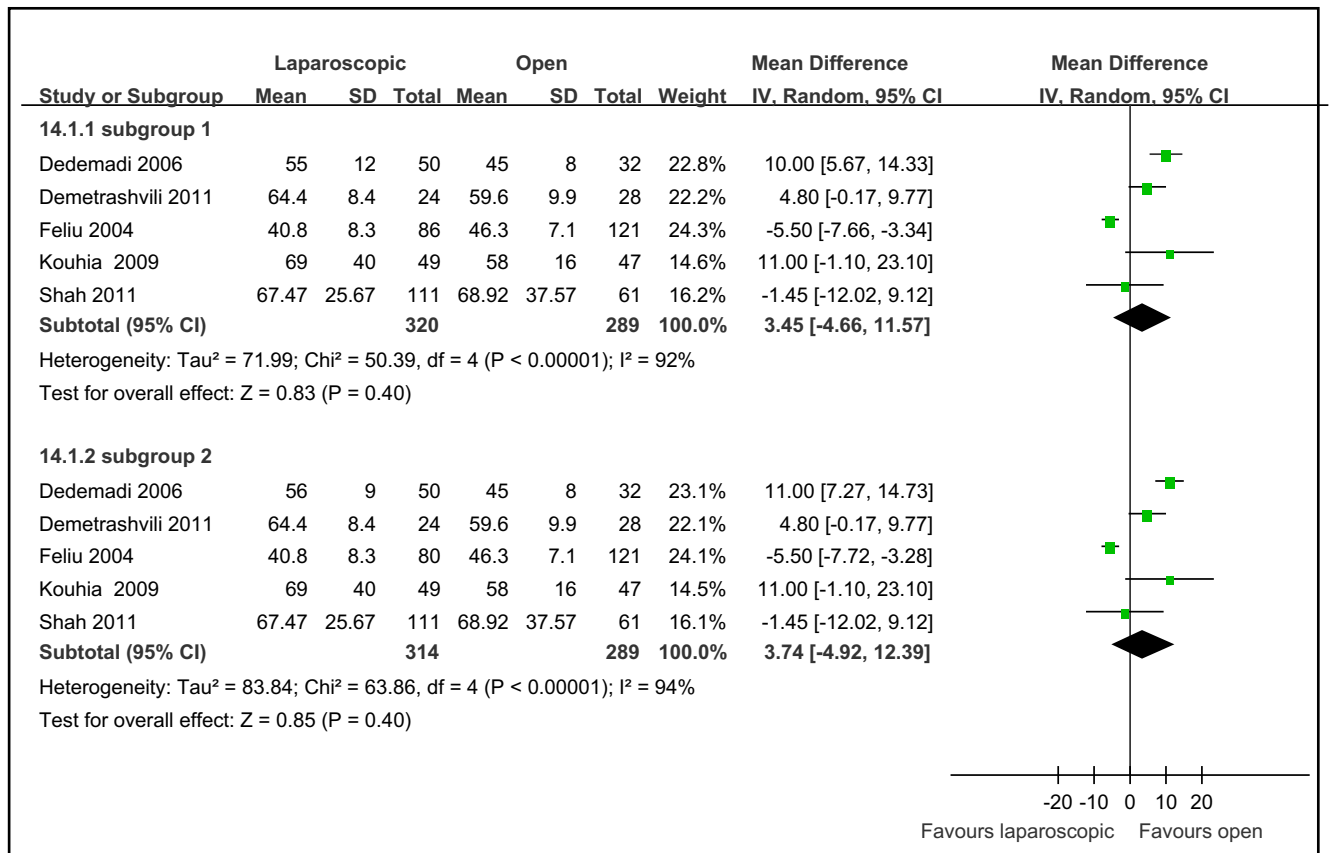 Laparoscopic Open Mean Difference Mean Difference
Study or Subgroup Mean SD Total Mean SD Total Weight IV, Random, 95% CI IV, Random, 95% CI
14.1.1 subgroup 1
Dedemadi 2006 55 12 50 45 8 32 22.8% 10.00 [5.67, 14.33]
Demetrashvili 2011 64.4 8.4 24 59.6 9.9 28 22.2% 4.80 [-0.17, 9.77]
Feliu 2004 40.8 8.3 86 46.3 7.1 121 24.3% -5.50 [-7.66, -3.34]
Kouhia 2009 69 40 49 58 16 47 14.6% 11.00 [-1.10, 23.10]
Shah 2011 67.47 25.67 111 68.92 37.57 61 16.2% -1.45 [-12.02, 9.12]
Subtotal (95% CI) 320 289 100.0% 3.45 [-4.66, 11.57]
Heterogeneity: Tau² = 71.99; Chi² = 50.39, df = 4 (P < 0.00001); I² = 92%
Test for overall effect: Z = 0.83 (P = 0.40)
14.1.2 subgroup 2
Dedemadi 2006 56 9 50 45 8 32 23.1% 11.00 [7.27, 14.73]
Demetrashvili 2011 64.4 8.4 24 59.6 9.9 28 22.1% 4.80 [-0.17, 9.77]
Feliu 2004 40.8 8.3 80 46.3 7.1 121 24.1% -5.50 [-7.72, -3.28]
Kouhia 2009 69 40 49 58 16 47 14.5% 11.00 [-1.10, 23.10]
Shah 2011 67.47 25.67 111 68.92 37.57 61 16.1% -1.45 [-12.02, 9.12]
Subtotal (95% CI) 314 289 100.0% 3.74 [-4.92, 12.39]
Heterogeneity: Tau² = 83.84; Chi² = 63.86, df = 4 (P < 0.00001); I² = 94%
Test for overall effect: Z = 0.85 (P = 0.40)
-20 -10 0 10 20
Favours laparoscopic Favours open